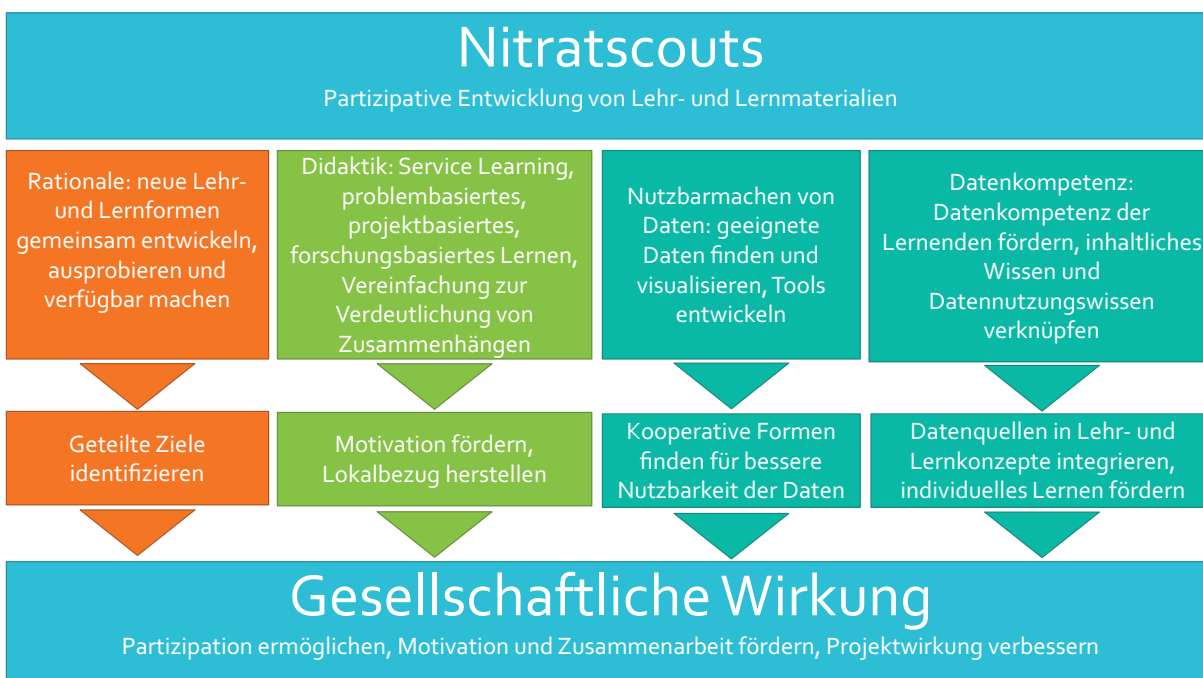 Nitratscouts
Partizipative Entwicklung von Lehr- und Lernmaterialien
Rationale: neue Lehr-
und Lernformen
gemeinsam entwickeln,
ausprobieren und
verfügbar machen
Didaktik: Service Learning,
problembasiertes,
projektbasiertes,
forschungsbasiertes Lernen,
Vereinfachung zur
Verdeutlichung von
Zusammenhängen
Nutzbarmachen von
Daten: geeignete
Daten finden und
visualisieren, Tools
entwickeln
Datenkompetenz:
Datenkompetenz der
Lernenden fördern, inhaltliches
Wissen und
Datennutzungswissen
verknüpfen
Geteilte Ziele
identifizieren
Motivation fördern,
Lokalbezug herstellen
Kooperative Formen
finden für bessere
Nutzbarkeit der Daten
Datenquellen in Lehr- und
Lernkonzepte integrieren,
individuelles Lernen fördern
Gesellschaftliche Wirkung
Partizipation ermöglichen, Motivation und Zusammenarbeit fördern, Projektwirkung verbessern